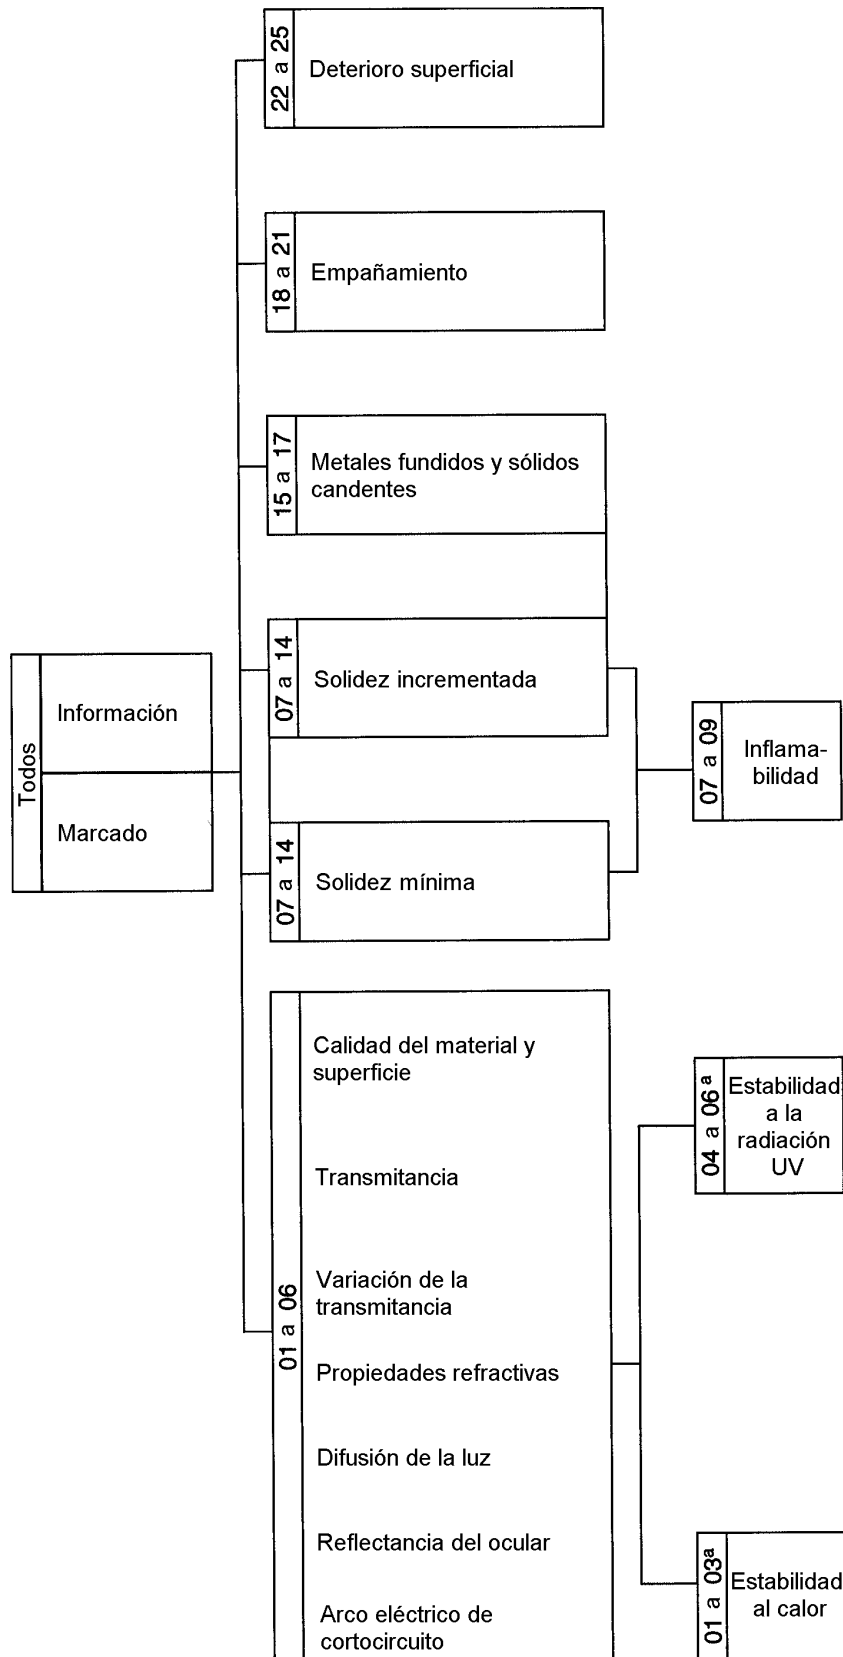 Todos
Información
Marcado
22 a 25
Deterioro superficial
18 a 21
Empañamiento
15 a 17
Metales fundidos y sólidos
candentes
07 a 14
Solidez incrementada
07 a 14
Solidez mínima
07 a 09
Inflama-
bilidad
01 a 06
Calidad del material y
superficie
Transmitancia
Variación de la
transmitancia
Propiedades refractivas
Difusión de la luz
Reflectancia del ocular
Arco eléctrico de
cortocircuito
04 a 06ª
Estabilidad
a la
radiación
UV
01 a 03ª
Estabilidad
al calor